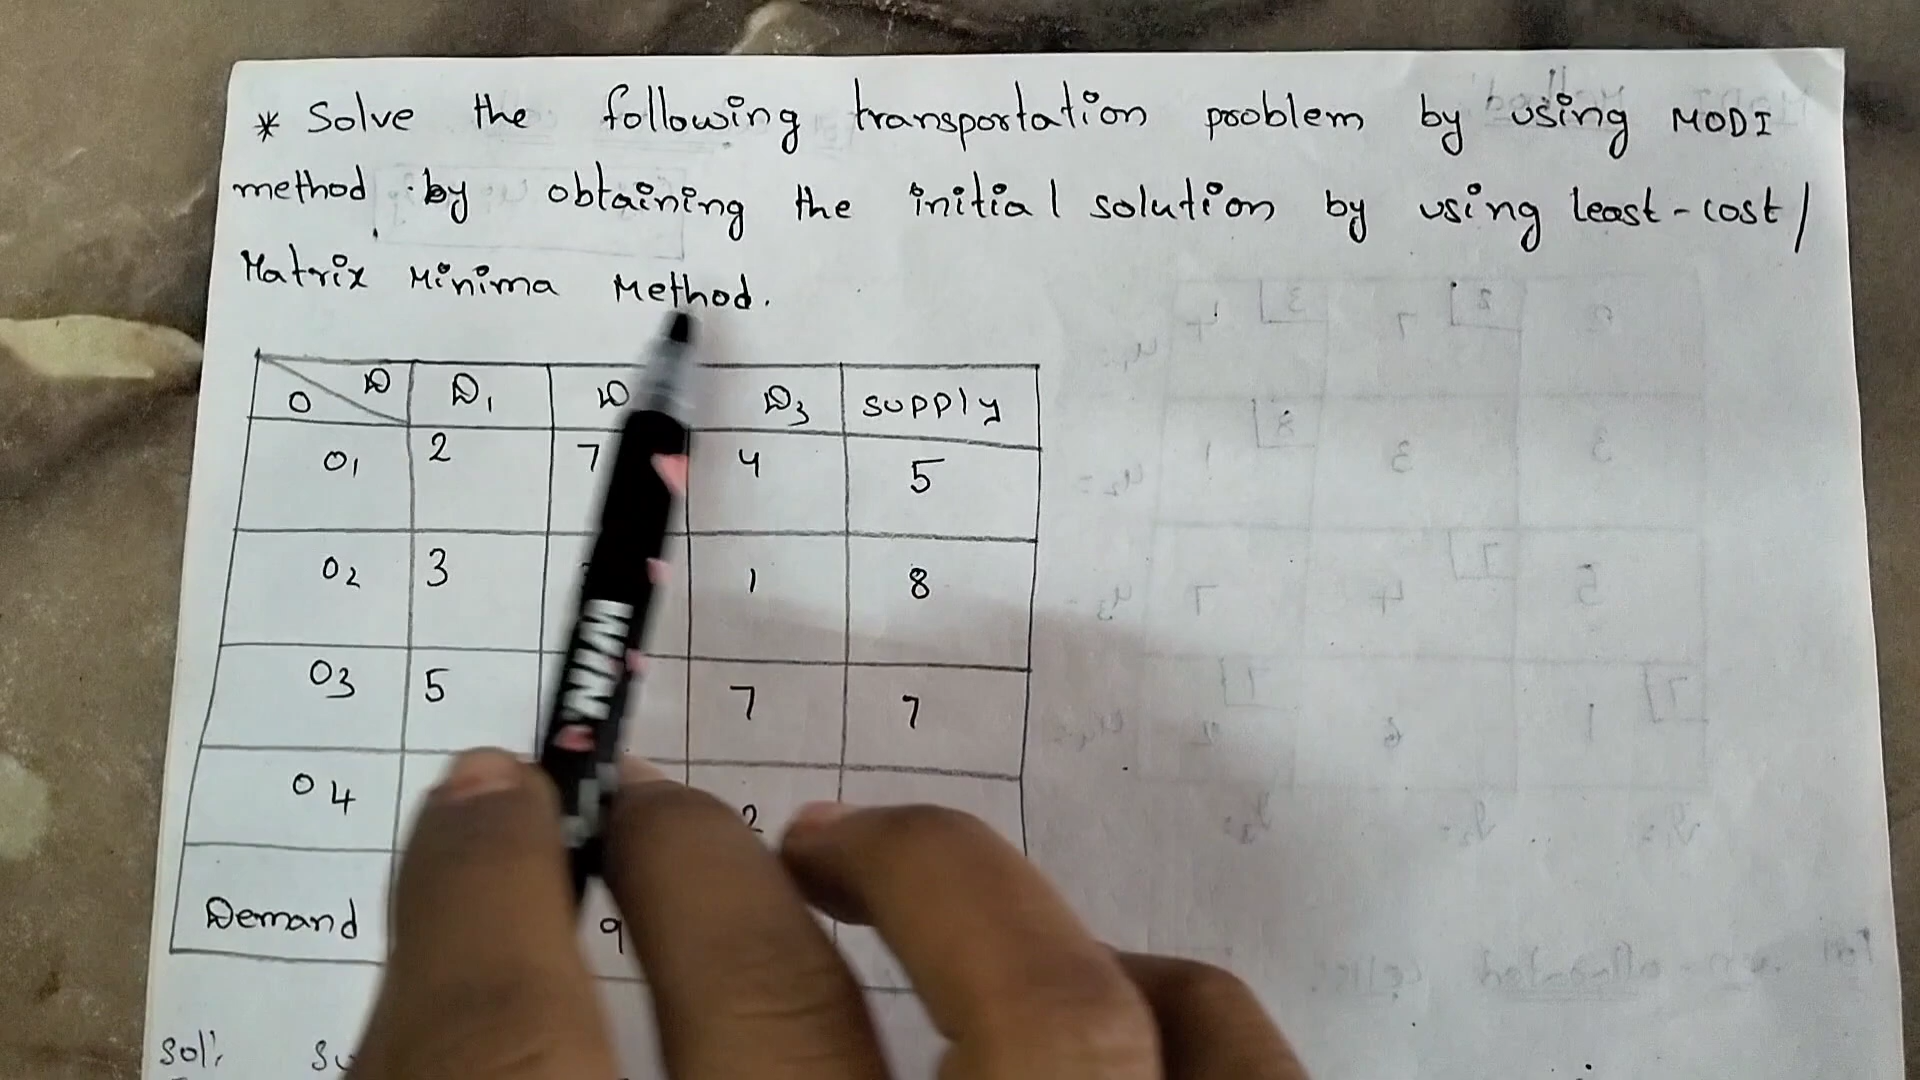 * Solve the following transportation problem by using MODI
method by obtaining the initial solution by using least-cost/
Matrix Minima Method.
O D D1 D D3 supply
O1 2 7 4 5
O2 3 1 8
O3 5 7 7
O4 2
Demand 9
Sol:
WIN